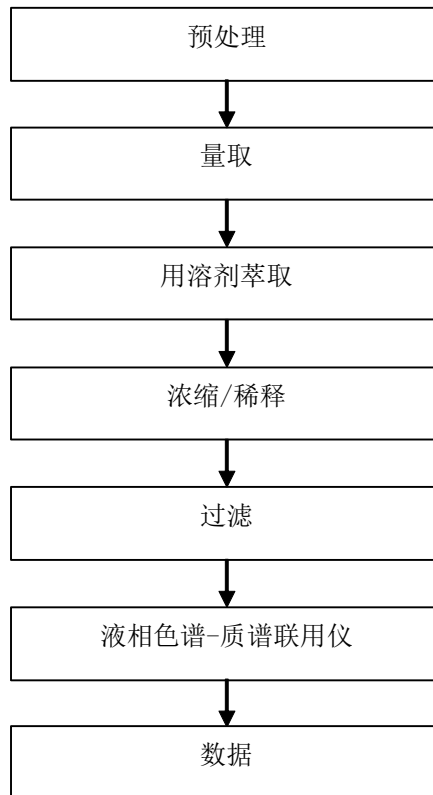 预处理
量取
用溶剂萃取
浓缩/稀释
过滤
液相色谱-质谱联用仪
数据